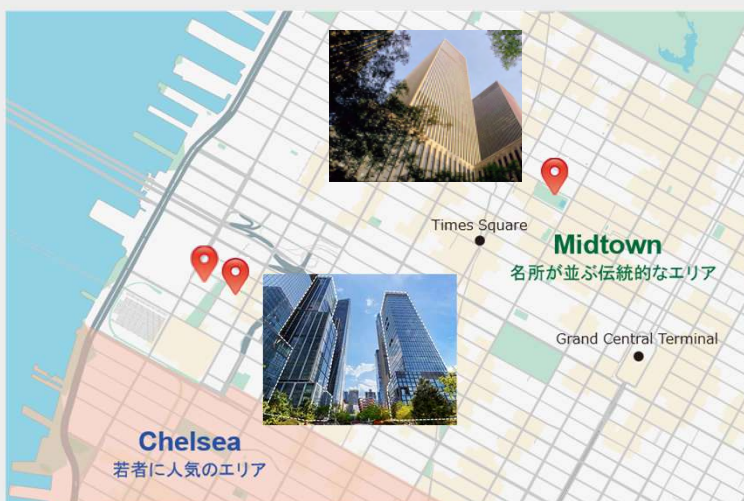 Times Square
Midtown
名所が並ぶ伝統的なエリア
Grand Central Terminal
Chelsea
若者に人気のエリア